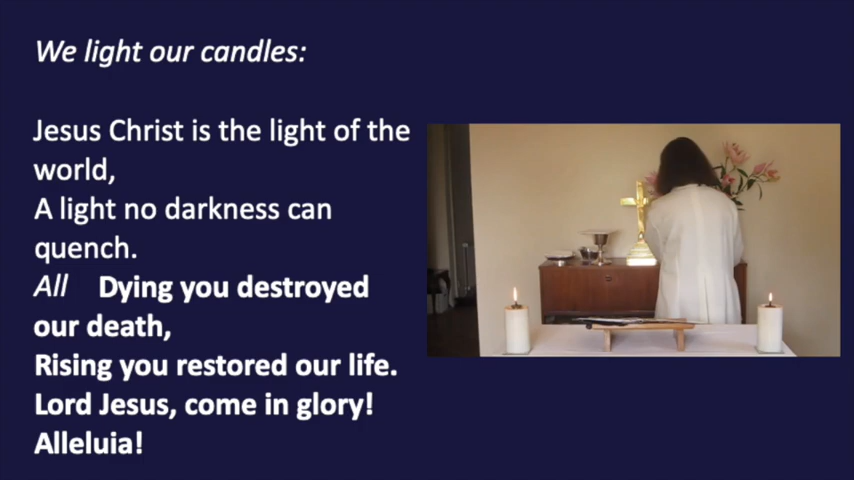 We light our candles:
Jesus Christ is the light of the
world,
A light no darkness can
quench.
All Dying you destroyed
our death,
Rising you restored our life.
Lord Jesus, come in glory!
Alleluia!